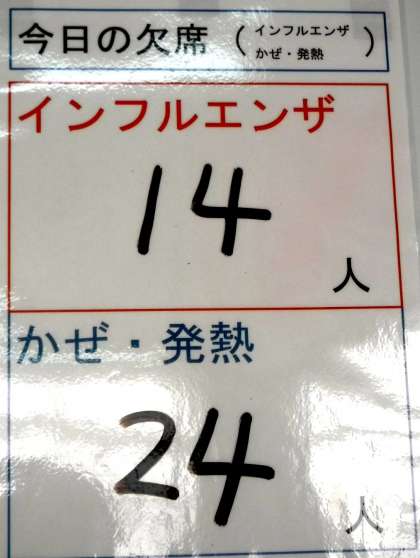 今日の欠席（インフルエンザ
かぜ・発熱）
インフルエンザ
14
人
かぜ・発熱
24
人